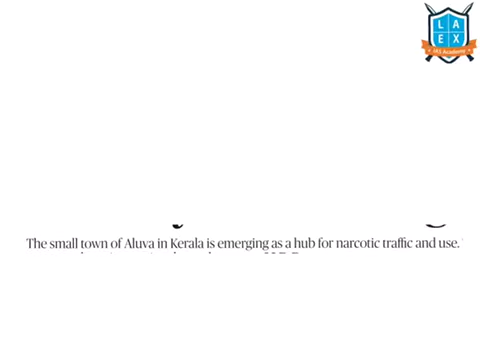 L A
E X
IAS Academy
The small town of Aluva in Kerala is emerging as a hub for narcotic traffic and use.